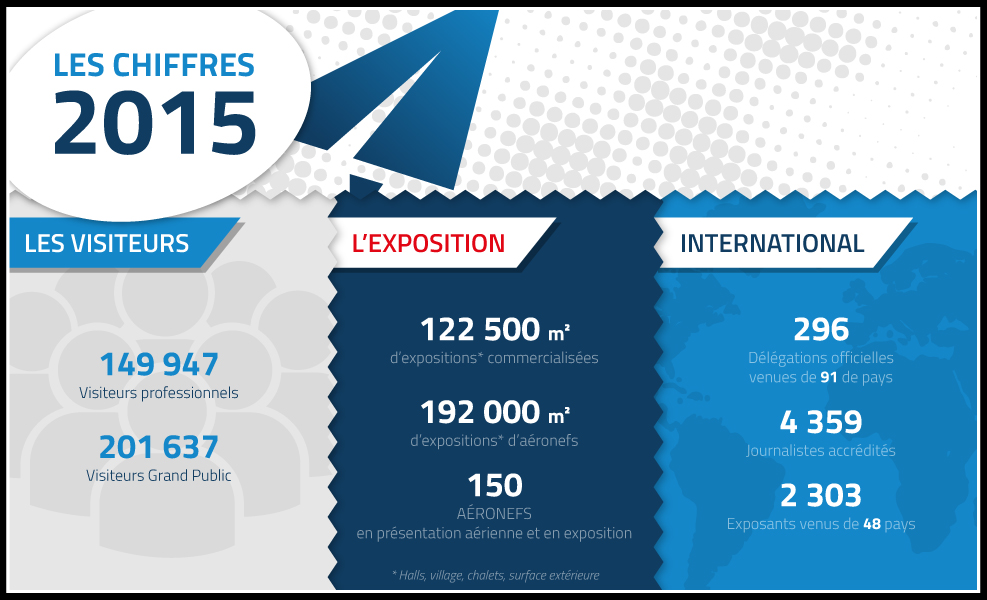 LES CHIFFRES
2015
LES VISITEURS
149 947
Visiteurs professionnels
201 637
Visiteurs Grand Public
L'EXPOSITION
122 500 m²
d'expositions* commercialisées
192 000 m²
d'expositions* d'aéronefs
150
AÉRONEFS
en présentation aérienne et en exposition
* Halls, village, chalets, surface extérieure
INTERNATIONAL
296
Délégations officielles
venues de 91 de pays
4 359
Journalistes accrédités
2 303
Exposants venus de 48 pays